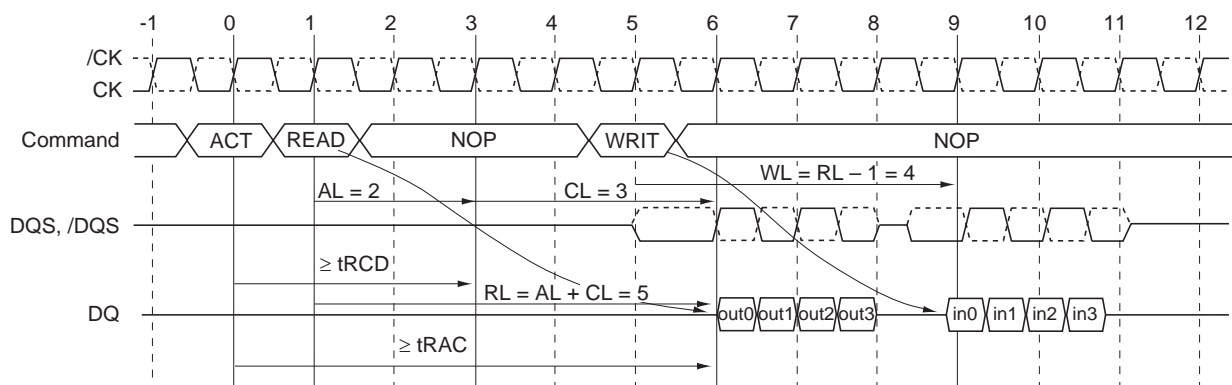 -1 0 1 2 3 4 5 6 7 8 9 10 11 12
/CK
CK
Command ACT READ NOP WRIT NOP
WL = RL – 1 = 4
AL = 2 CL = 3
DQS, /DQS
≥ tRCD
RL = AL + CL = 5
DQ out0 out1 out2 out3 in0 in1 in2 in3
≥ tRAC